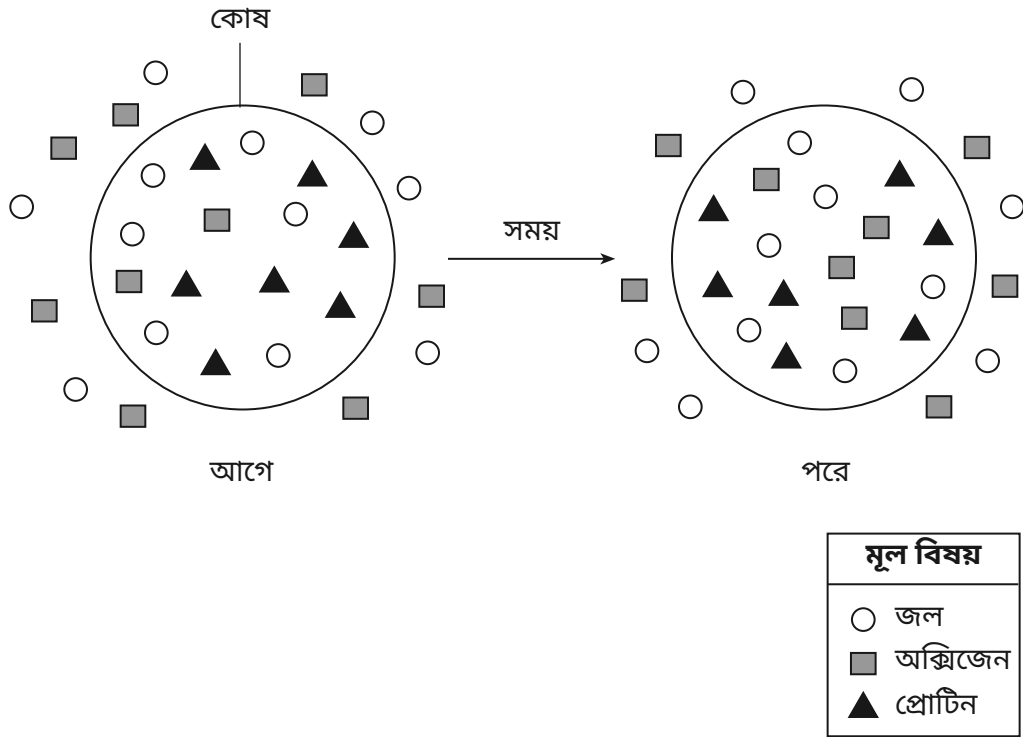 কোষ
সময়
আগে
পরে
মূল বিষয়
জল
অক্সিজেন
প্রোটিন